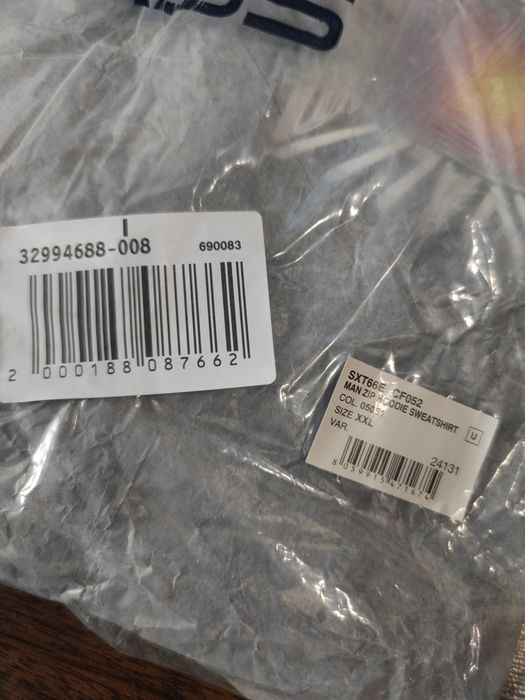 32994688-008
690083
2 000188 087662
SXT66E CF052
MAN ZIP HOODIE SWEATSHIRT
U
SIZE XXL
VAR.
24131